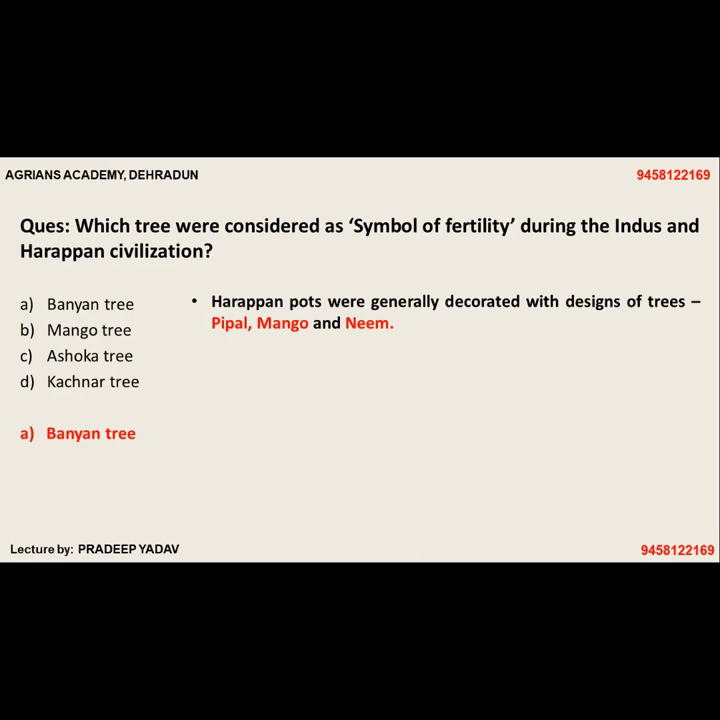 AGRIANS ACADEMY, DEHRADUN
9458122169
Ques: Which tree were considered as ‘Symbol of fertility’ during the Indus and
Harappan civilization?
a) Banyan tree
b) Mango tree
c) Ashoka tree
d) Kachnar tree
a) Banyan tree
• Harappan pots were generally decorated with designs of trees –
Pipal, Mango and Neem.
Lecture by: PRADEEP YADAV
9458122169